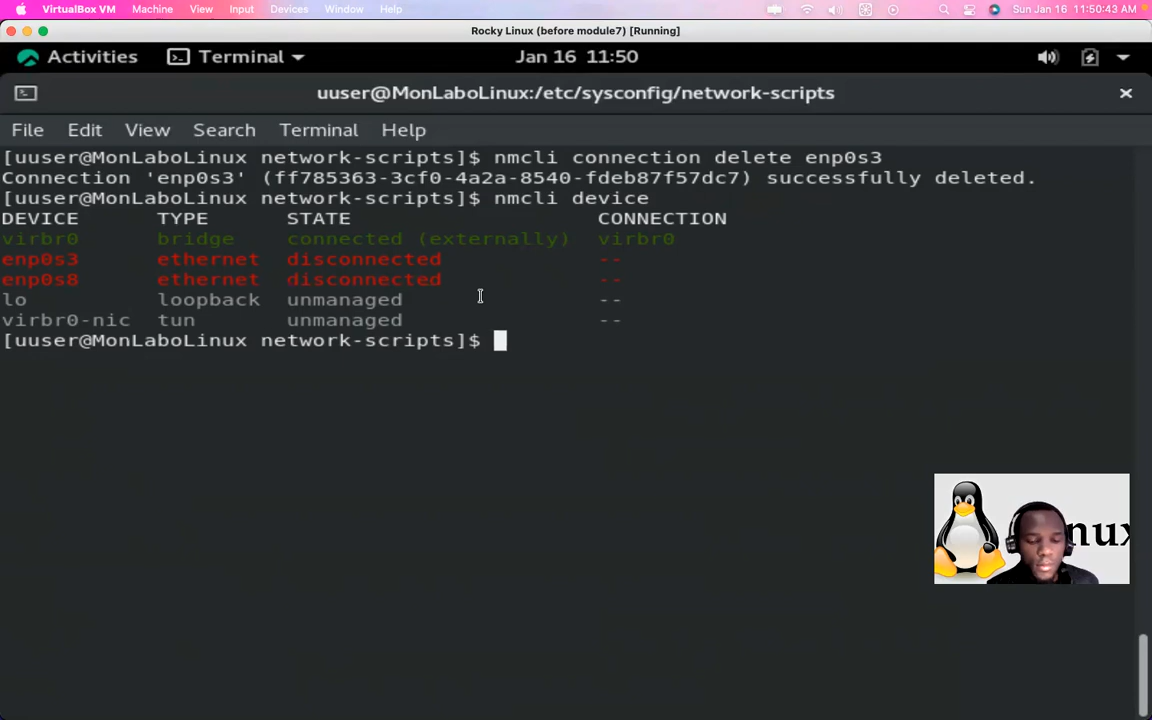 VirtualBox VM Machine View Input Devices Window Help Sun Jan 16 11:50:43 AM
Rocky Linux (before module7) [Running]
Activities Terminal Jan 16 11:50
uuser@MonLaboLinux:/etc/sysconfig/network-scripts
File Edit View Search Terminal Help
[uuser@MonLaboLinux network-scripts]$ nmcli connection delete enp0s3
Connection 'enp0s3' (ff785363-3cf0-4a2a-8540-fdeb87f57dc7) successfully deleted.
[uuser@MonLaboLinux network-scripts]$ nmcli device
DEVICE TYPE STATE CONNECTION
virbr0 bridge connected (externally) virbr0
enp0s3 ethernet disconnected --
enp0s8 ethernet disconnected --
lo loopback unmanaged --
virbr0-nic tun unmanaged --
[uuser@MonLaboLinux network-scripts]$